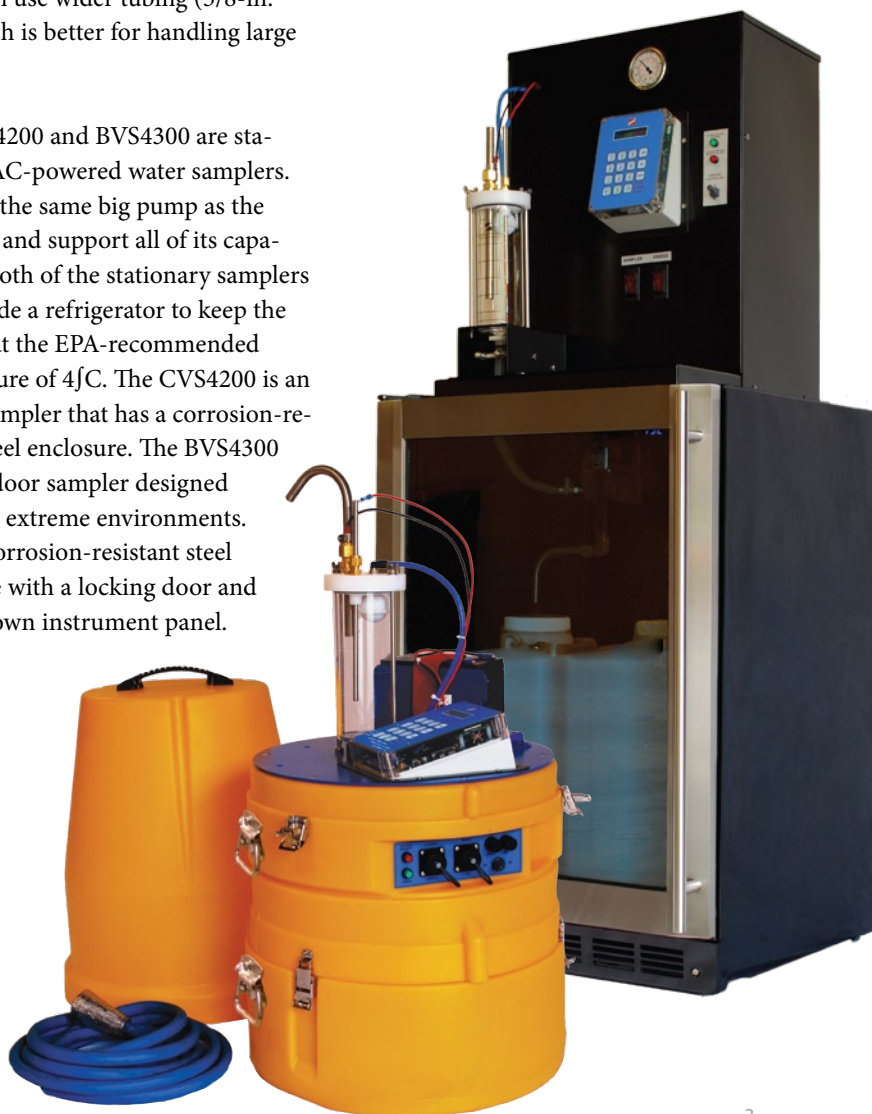 use wider tubing (3/8-in.
is better for handling large
4200 and BVS4300 are sta-
AC-powered water samplers.
the same big pump as the
and support all of its capa-
oth of the stationary samplers
de a refrigerator to keep the
at the EPA-recommended
ure of 4∫C. The CVS4200 is an
mpler that has a corrosion-re-
eel enclosure. The BVS4300
door sampler designed
extreme environments.
orrosion-resistant steel
e with a locking door and
own instrument panel.
SAMPLER